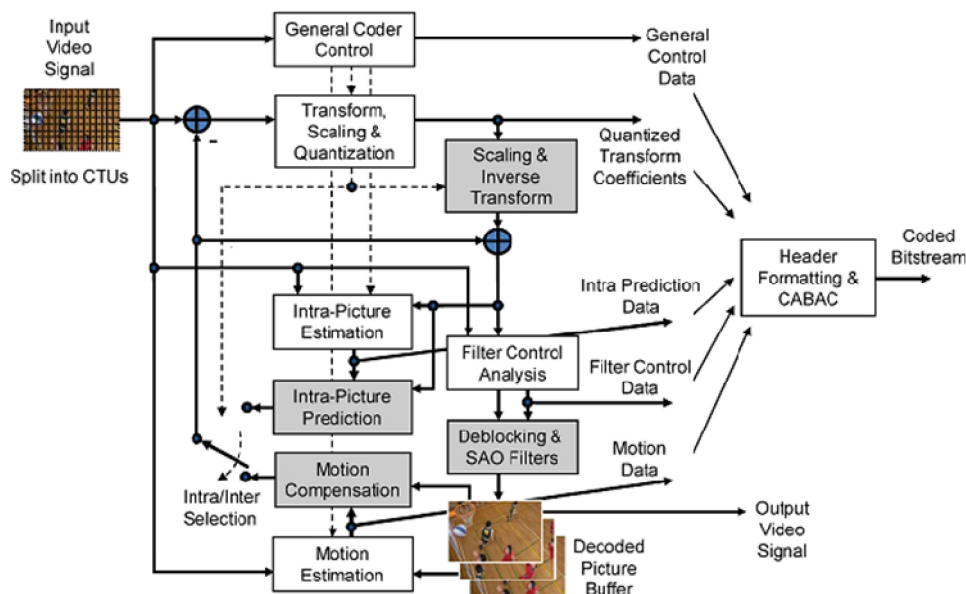 Input
Video
Signal
Split into CTUs
General Coder
Control
Transform,
Scaling &
Quantization
-
Scaling &
Inverse
Transform
Intra-Picture
Estimation
Intra-Picture
Prediction
Filter Control
Analysis
Deblocking &
SAO Filters
Motion
Compensation
Intra/Inter
Selection
Motion
Estimation
Decoded
Picture
Buffer
General
Control
Data
Quantized
Transform
Coefficients
Intra Prediction
Data
Filter Control
Data
Motion
Data
Header
Formatting &
CABAC
Coded
Bitstream
Output
Video
Signal